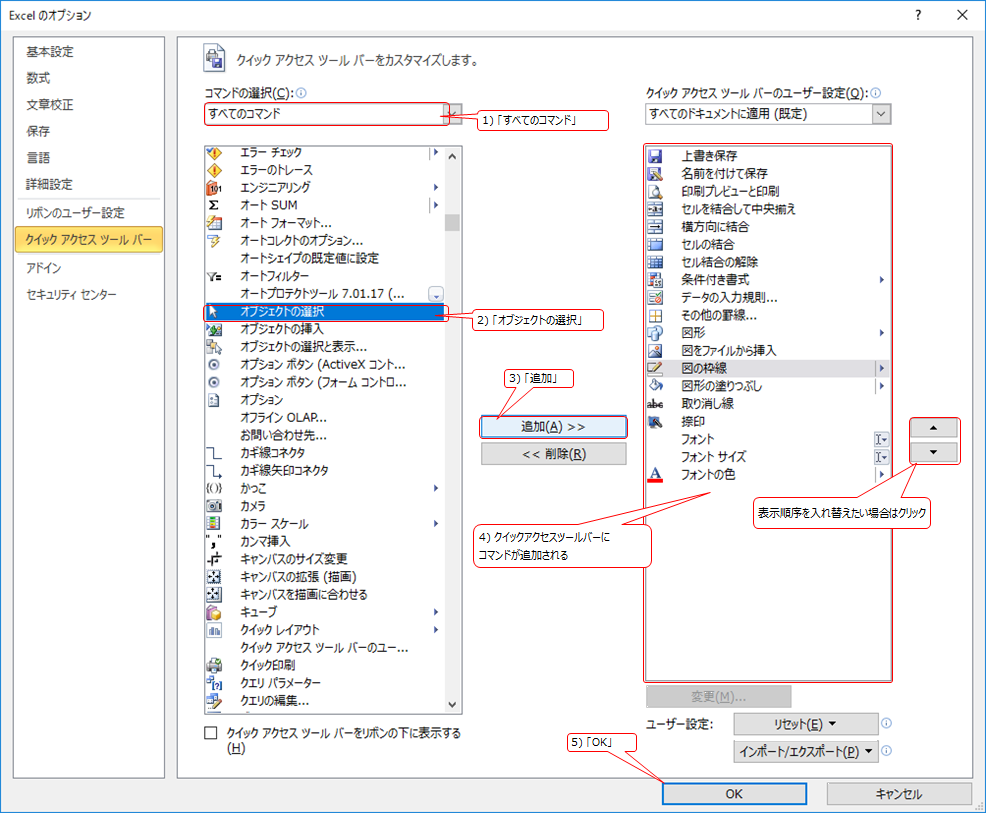 Excel のオプション
?
基本設定
数式
文章校正
保存
言語
詳細設定
リボンのユーザー設定
クイック アクセス ツール バー
アドイン
セキュリティ センター
クイック アクセス ツール バーをカスタマイズします。
コマンドの選択(C):
すべてのコマンド
1) 「すべてのコマンド」
エラー チェック
エラーのトレース
エンジニアリング
オート SUM
オート フォーマット...
オートコレクトのオプション...
オートシェイプの既定値に設定
オートフィルター
オートプロテクトツール 7.01.17 (...
オブジェクトの選択
オブジェクトの挿入
オブジェクトの選択と表示...
オプション ボタン (ActiveX コント...
オプション ボタン (フォーム コントロ...
オプション
オフライン OLAP...
お問い合わせ先...
カギ線コネクタ
カギ線矢印コネクタ
かっこ
カメラ
カラー スケール
カンマ挿入
キャンバスのサイズ変更
キャンバスの拡張 (描画)
キャンバスを描画に合わせる
キューブ
クイック レイアウト
クイック アクセス ツール バーのユー...
クイック印刷
クエリ パラメーター
クエリの編集...
クイック アクセス ツール バーをリボンの下に表示する
(H)
2) 「オブジェクトの選択」
3) 「追加」
追加(A) >>
<< 削除(R)
クイック アクセス ツール バーのユーザー設定(Q):
すべてのドキュメントに適用 (既定)
上書き保存
名前を付けて保存
印刷プレビューと印刷
セルを結合して中央揃え
横方向に結合
セルの結合
セル結合の解除
条件付き書式
データの入力規則...
その他の罫線...
図形
図をファイルから挿入
図の枠線
図形の塗りつぶし
abc 取り消し線
捺印
フォント
フォント サイズ
A フォントの色
表示順序を入れ替えたい場合はクリック
4) クイックアクセスツールバーに
コマンドが追加される
変更(M)...
ユーザー設定:
リセット(E)
インポート/エクスポート(P)
5) 「OK」
OK
キャンセル